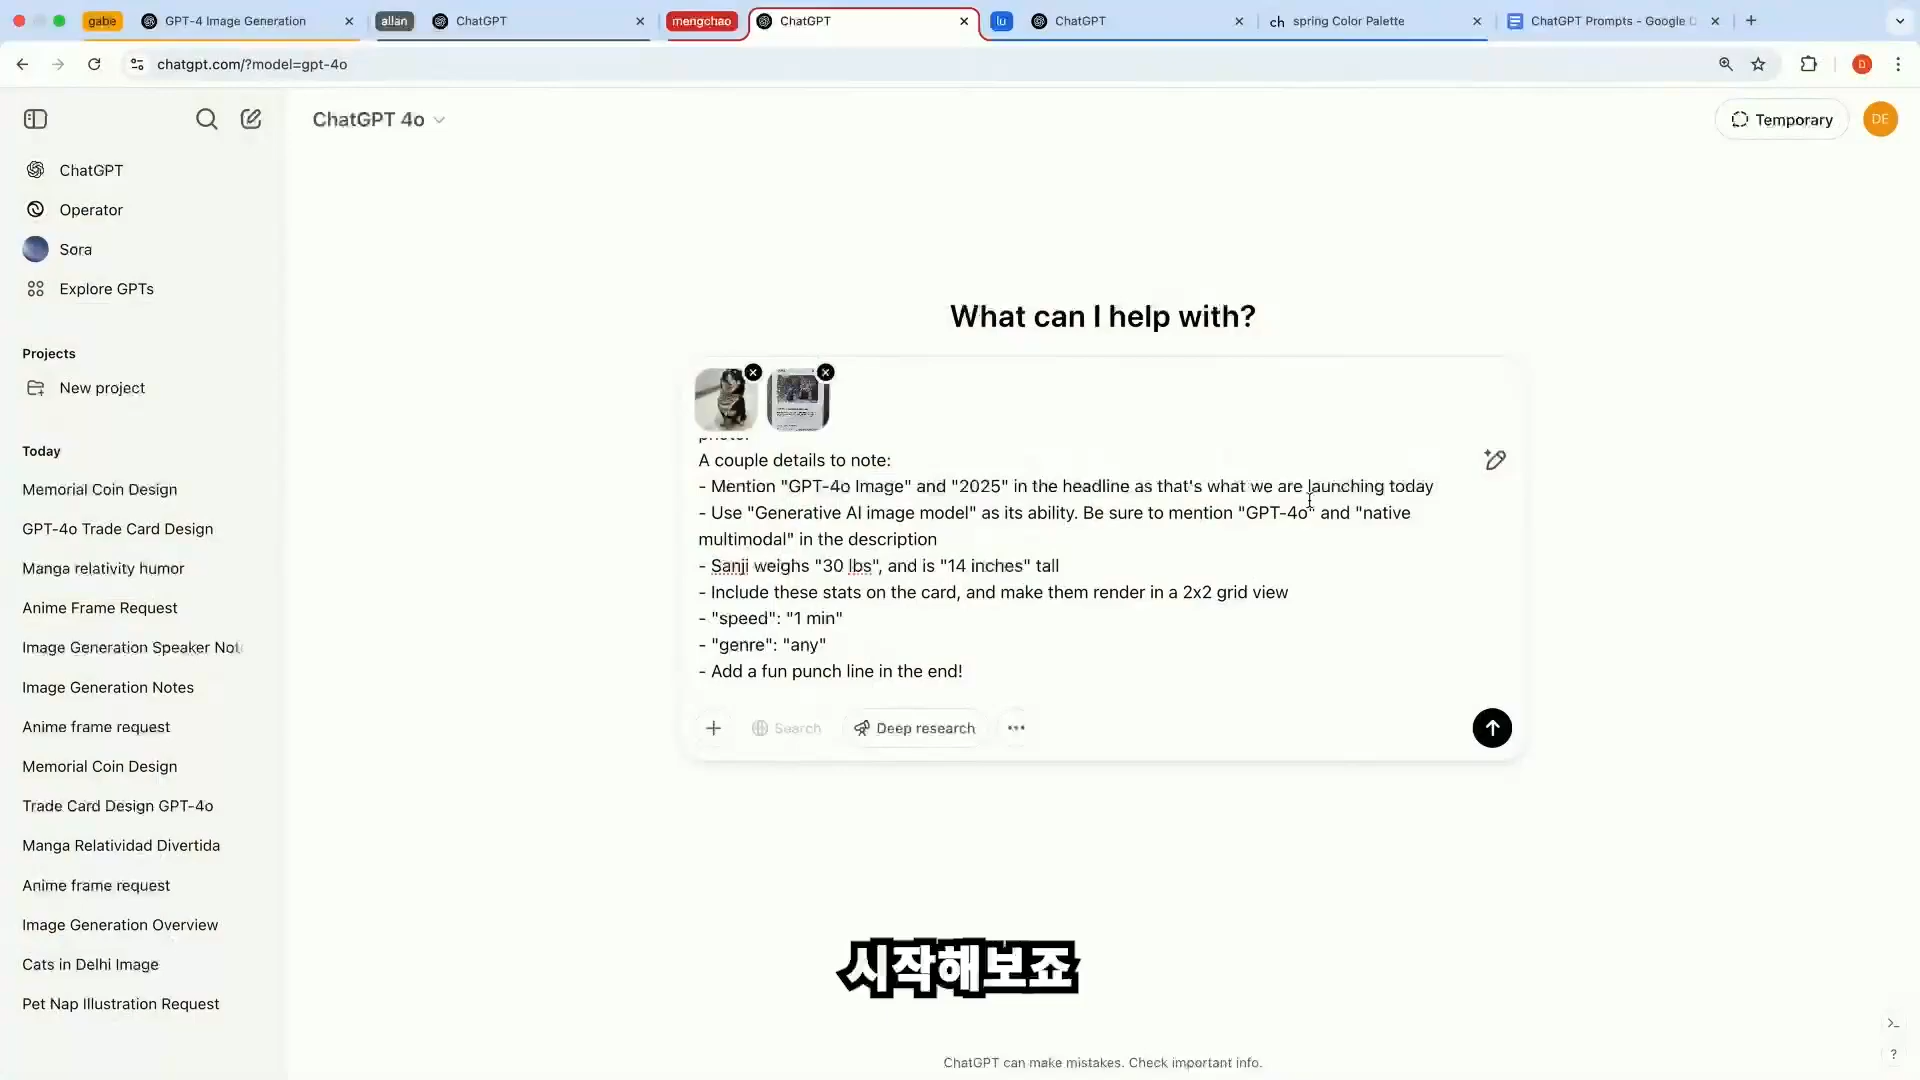 gabe
GPT-4 Image Generation
allan
ChatGPT
mengchao
ChatGPT
lu
ChatGPT
ch
spring Color Palette
ChatGPT Prompts - Google
chatgpt.com/?model=gpt-4o
D
ChatGPT 4o
Temporary
DE
ChatGPT
Operator
Sora
Explore GPTs
Projects
New project
Today
Memorial Coin Design
GPT-4o Trade Card Design
Manga relativity humor
Anime Frame Request
Image Generation Speaker Not
Image Generation Notes
Anime frame request
Memorial Coin Design
Trade Card Design GPT-4o
Manga Relatividad Divertida
Anime frame request
Image Generation Overview
Cats in Delhi Image
Pet Nap Illustration Request
What can I help with?
A couple details to note:
- Mention "GPT-4o Image" and "2025" in the headline as that's what we are launching today
- Use "Generative AI image model" as its ability. Be sure to mention "GPT-4o" and "native
multimodal" in the description
- Sanji weighs "30 lbs", and is "14 inches" tall
- Include these stats on the card, and make them render in a 2x2 grid view
- "speed": "1 min"
- "genre": "any"
- Add a fun punch line in the end!
Search
Deep research
시작해보죠
ChatGPT can make mistakes. Check important info.
?